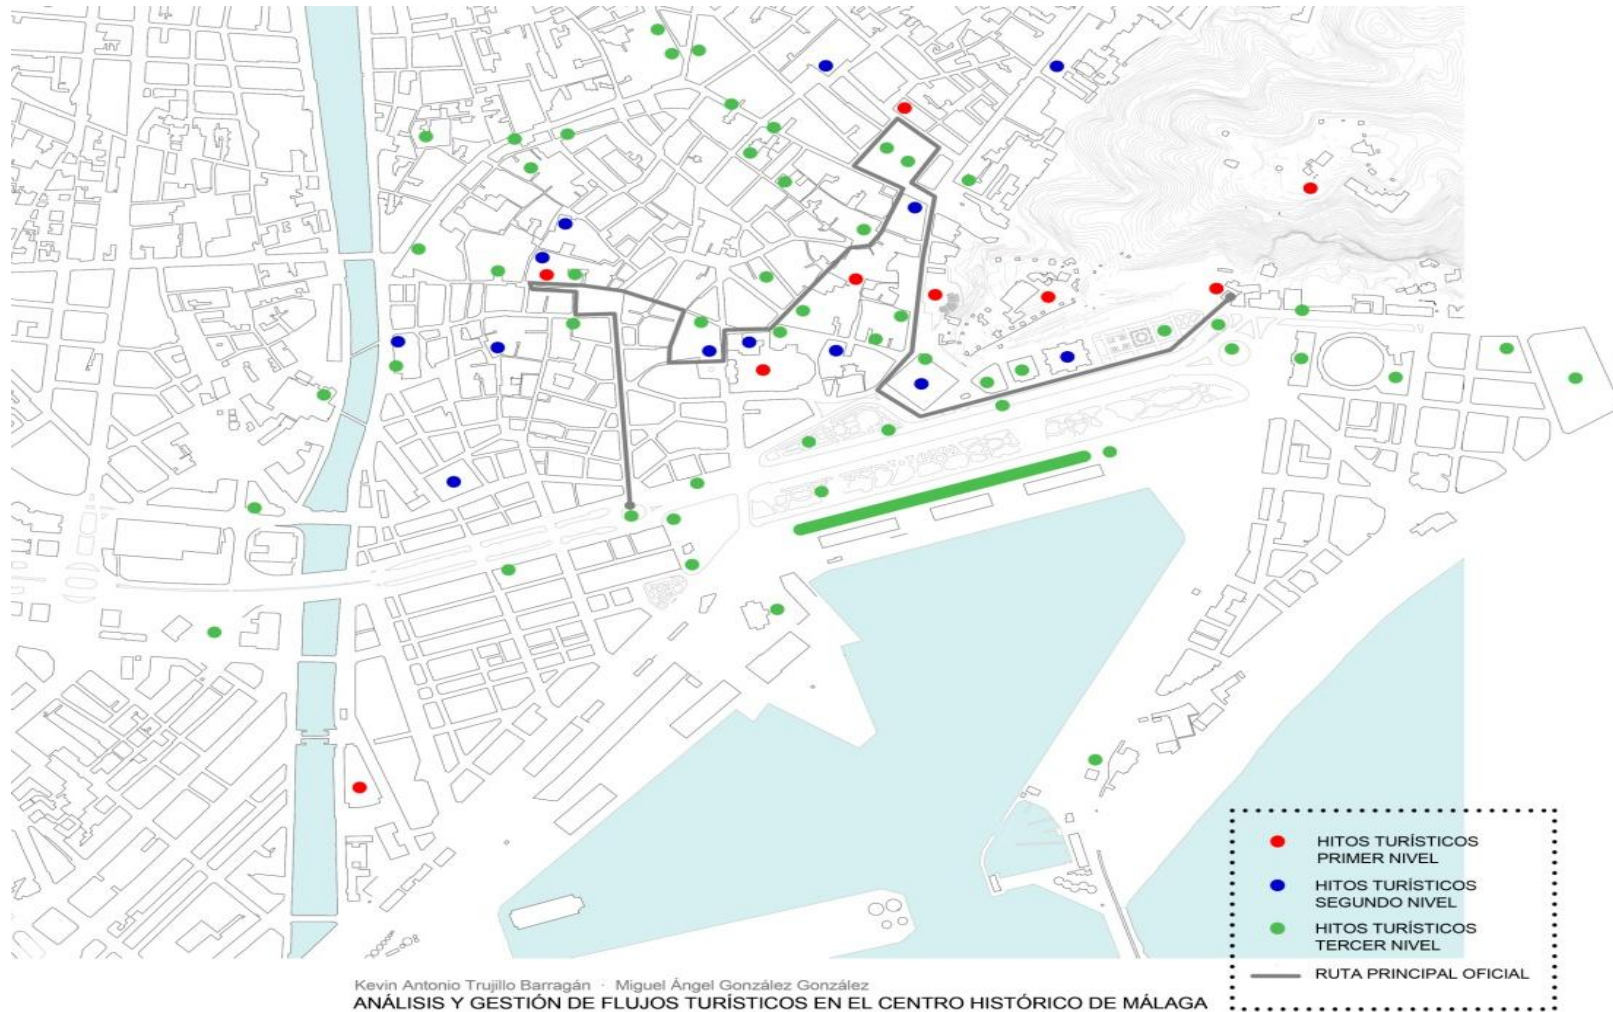 HITOS TURÍSTICOS
PRIMER NIVEL
HITOS TURÍSTICOS
SEGUNDO NIVEL
HITOS TURÍSTICOS
TERCER NIVEL
RUTA PRINCIPAL OFICIAL
Kevin Antonio Trujillo Barragán · Miguel Ángel González González
ANÁLISIS Y GESTIÓN DE FLUJOS TURÍSTICOS EN EL CENTRO HISTÓRICO DE MÁLAGA